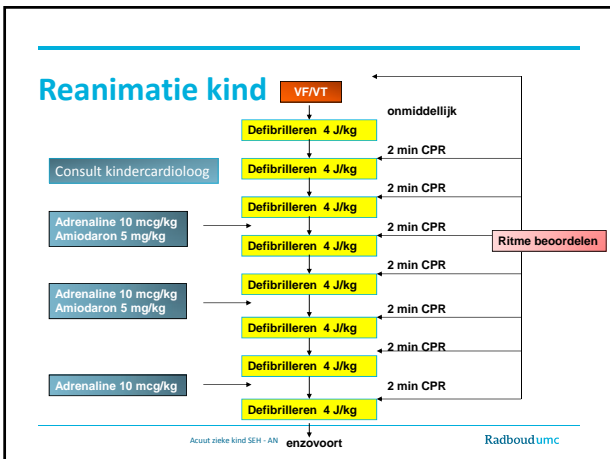 Reanimatie kind
VF/VT
onmiddellijk
Defibrilleren 4 J/kg
2 min CPR
Consult kindercardioloog
Defibrilleren 4 J/kg
2 min CPR
Defibrilleren 4 J/kg
Adrenaline 10 mcg/kg
Amiodaron 5 mg/kg
2 min CPR
Ritme beoordelen
Defibrilleren 4 J/kg
2 min CPR
Defibrilleren 4 J/kg
Adrenaline 10 mcg/kg
Amiodaron 5 mg/kg
2 min CPR
Defibrilleren 4 J/kg
2 min CPR
Defibrilleren 4 J/kg
Adrenaline 10 mcg/kg
2 min CPR
Defibrilleren 4 J/kg
Acuut zieke kind SEH - AN
enzovoort
Radboudumc